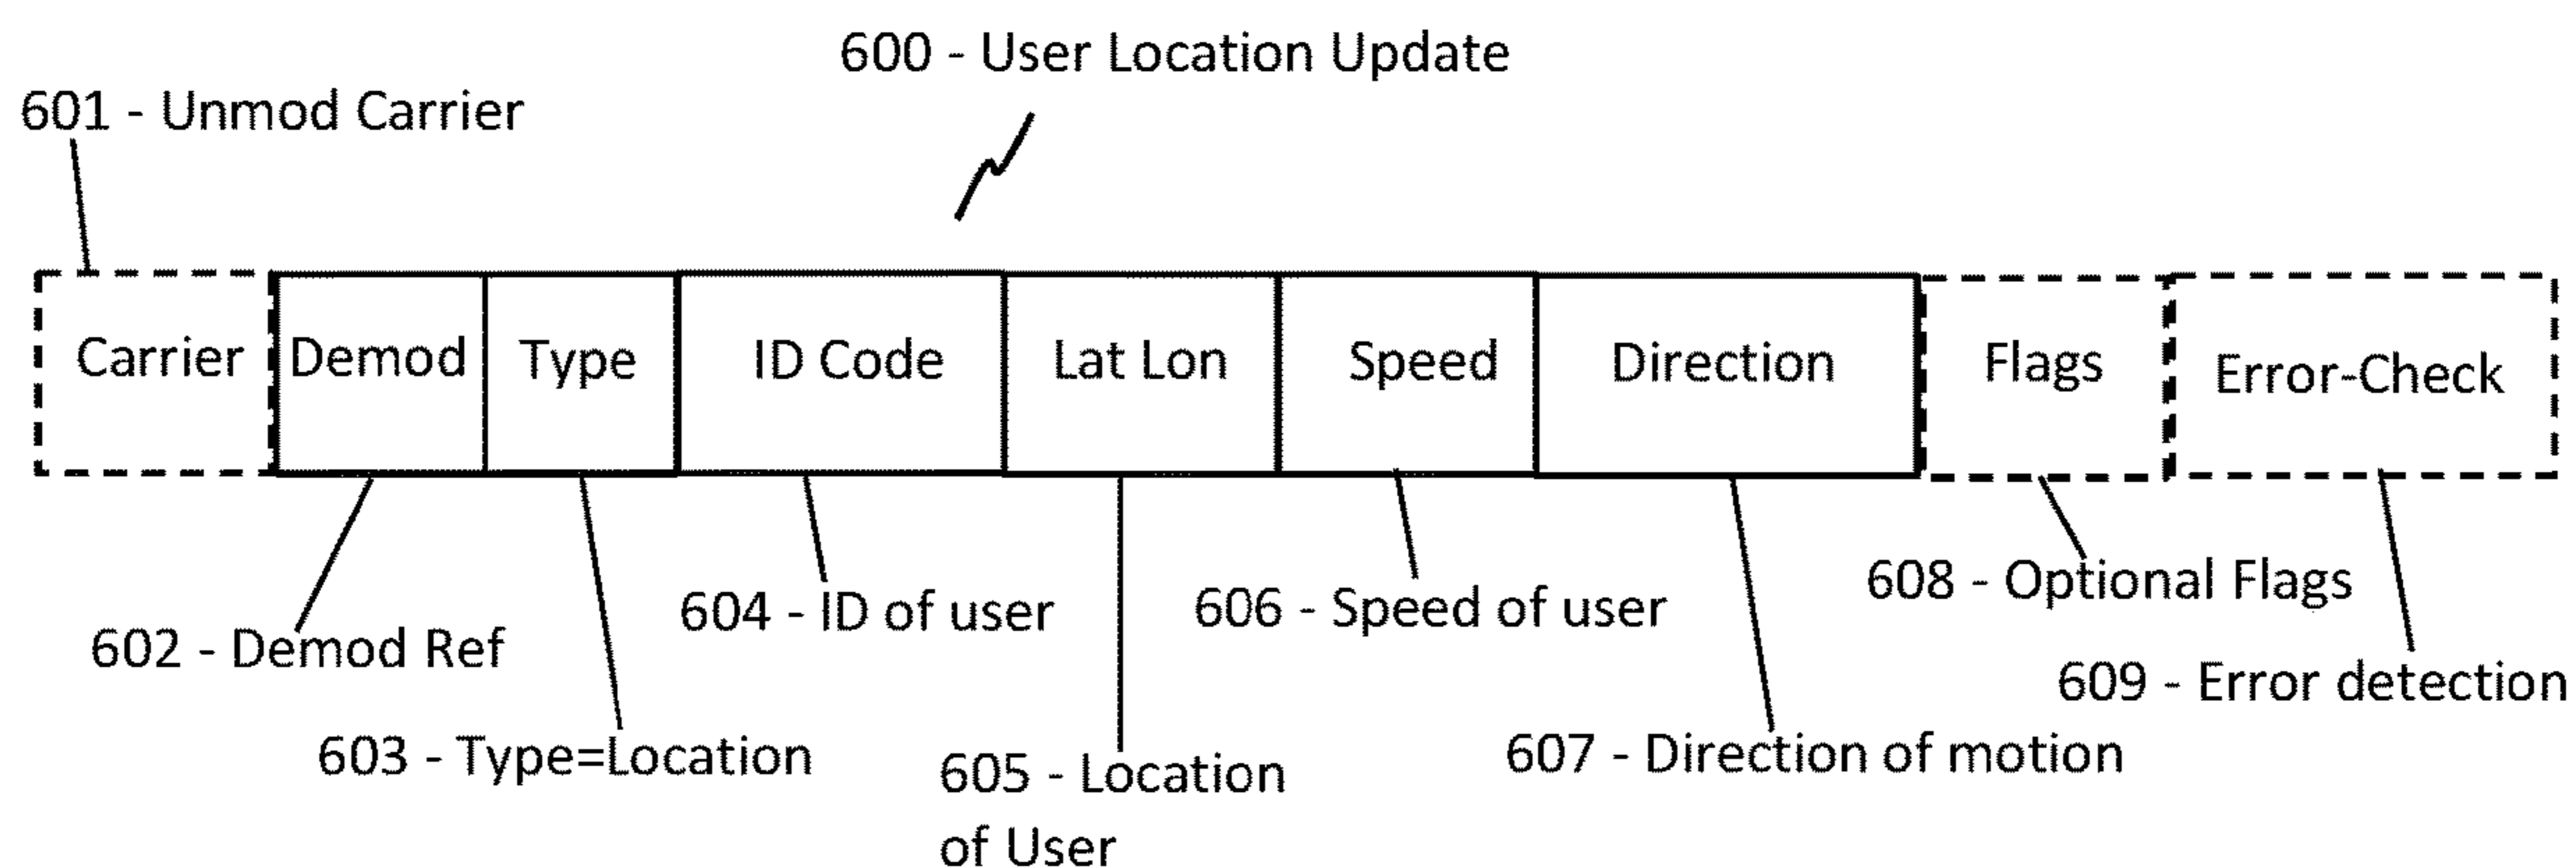 600 - User Location Update
601 - Unmod Carrier
Carrier
Demod
Type
ID Code
Lat Lon
Speed
Direction
Flags
Error-Check
602 - Demod Ref
603 - Type=Location
604 - ID of user
605 - Location
of User
606 - Speed of user
607 - Direction of motion
608 - Optional Flags
609 - Error detection